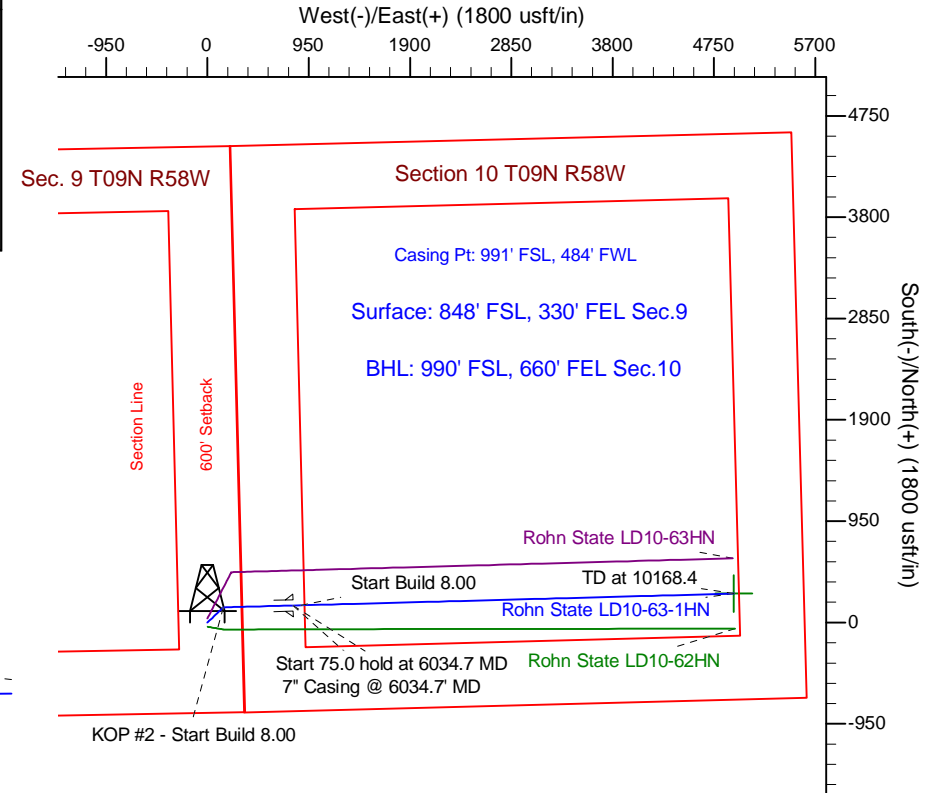 West(-)/East(+) (1800 usft/in)
-950 0 950 1900 2850 3800 4750 5700
4750
Sec. 9 T09N R58W
Section 10 T09N R58W
3800
Casing Pt: 991' FSL, 484' FWL
Surface: 848' FSL, 330' FEL Sec.9
2850
BHL: 990' FSL, 660' FEL Sec.10
Section Line
600' Setback
1900
South(-)/North(+) (1800 usft/in)
950
Rohn State LD10-63HN
Start Build 8.00
TD at 10168.4
Rohn State LD10-63-1HN
0
Start 75.0 hold at 6034.7 MD
Rohn State LD10-62HN
7" Casing @ 6034.7' MD
-950
KOP #2 - Start Build 8.00